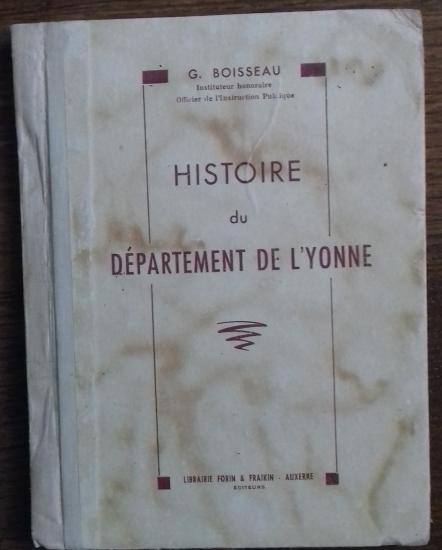 G. BOISSEAU
Instituteur honoraire
Officier de l'Instruction Publique
HISTOIRE
du
DÉPARTEMENT DE L'YONNE
LIBRAIRIE FORIN & FRAIKIN - AUXERRE
ÉDITEURS